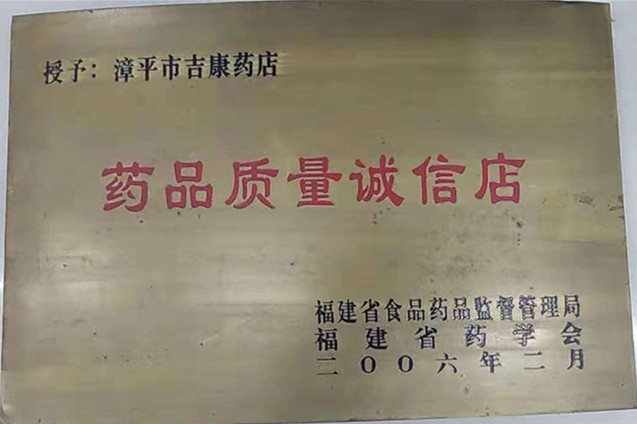 授予：漳平市吉康药店
药品质量诚信店
福建省食品药品监督管理局
福建省药学会
二〇〇六年二月